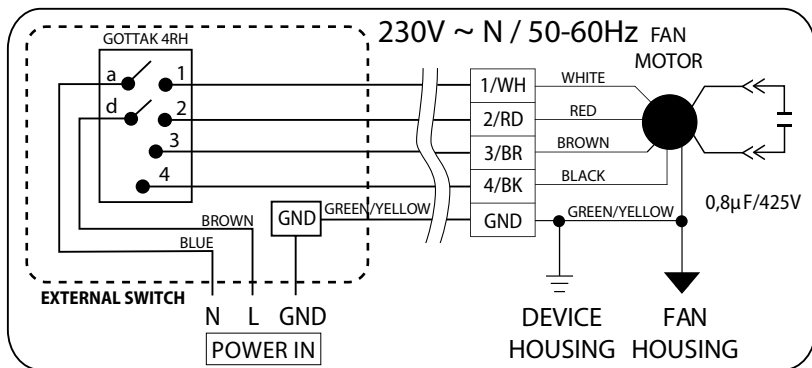 GOTTAK 4RH
230V ~ N / 50-60Hz
FAN
MOTOR
a
1
d
2
3
4
1/WH
WHITE
2/RD
RED
3/BR
BROWN
4/BK
BLACK
GND
GREEN/YELLOW
GND
GREEN/YELLOW
0,8µF/425V
BROWN
BLUE
EXTERNAL SWITCH
N L GND
POWER IN
DEVICE
HOUSING
FAN
HOUSING